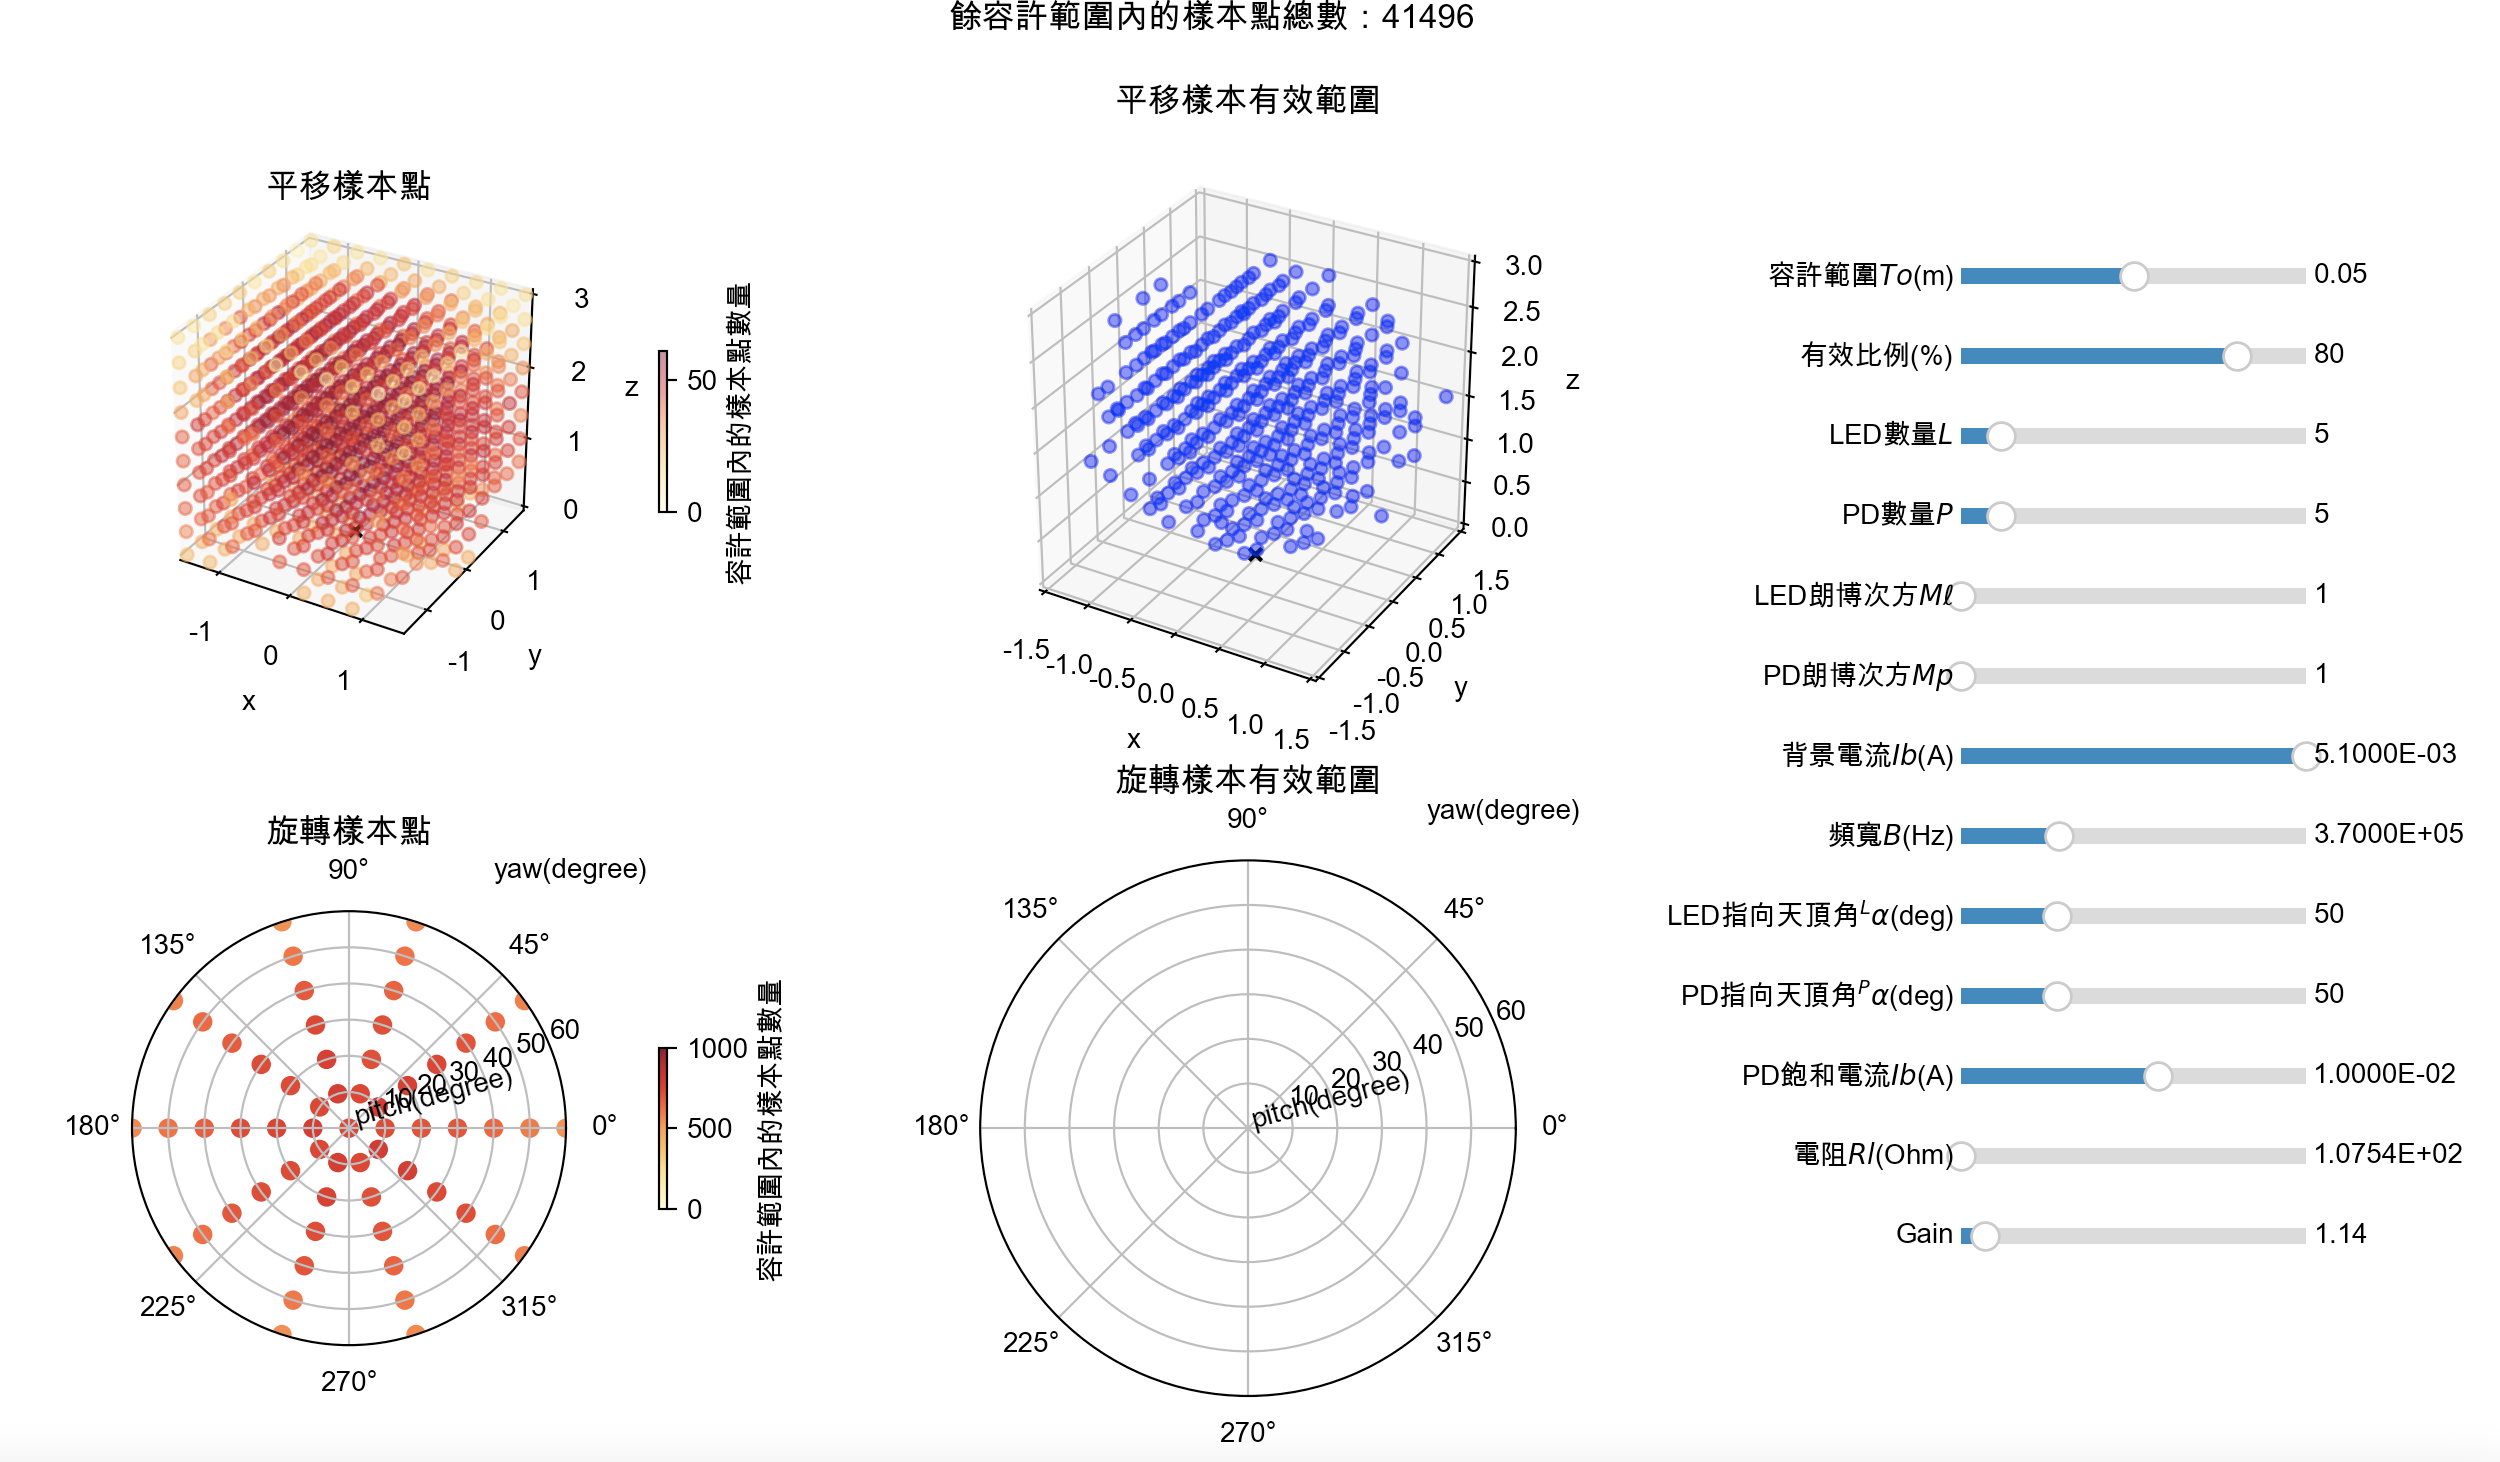 餘容許範圍內的樣本點總數：41496
平移樣本點
3
2
1
0
z
-1
0
1
x
-1
0
1
y
50
0
容許範圍內的樣本點數量
平移樣本有效範圍
3.0
2.5
2.0
1.5
1.0
0.5
0.0
z
-1.5
-1.0
-0.5
0.0
0.5
1.0
1.5
x
1.5
1.0
0.5
0.0
-0.5
-1.0
-1.5
y
旋轉樣本點
yaw(degree)
90°
135°
45°
180°
0°
225°
315°
270°
10
20
30
40
50
60
pitch(degree)
1000
500
0
容許範圍內的樣本點數量
旋轉樣本有效範圍
yaw(degree)
90°
135°
45°
180°
0°
225°
315°
270°
10
20
30
40
50
60
pitch(degree)
容許範圍To(m) 0.05
有效比例(%) 80
LED數量L 5
PD數量P 5
LED朗博次方Mℓ 1
PD朗博次方Mp 1
背景電流Ib(A) 5.1000E-03
頻寬B(Hz) 3.7000E+05
LED指向天頂角ᴸα(deg) 50
PD指向天頂角ᴾα(deg) 50
PD飽和電流Ib(A) 1.0000E-02
電阻Rl(Ohm) 1.0754E+02
Gain 1.14